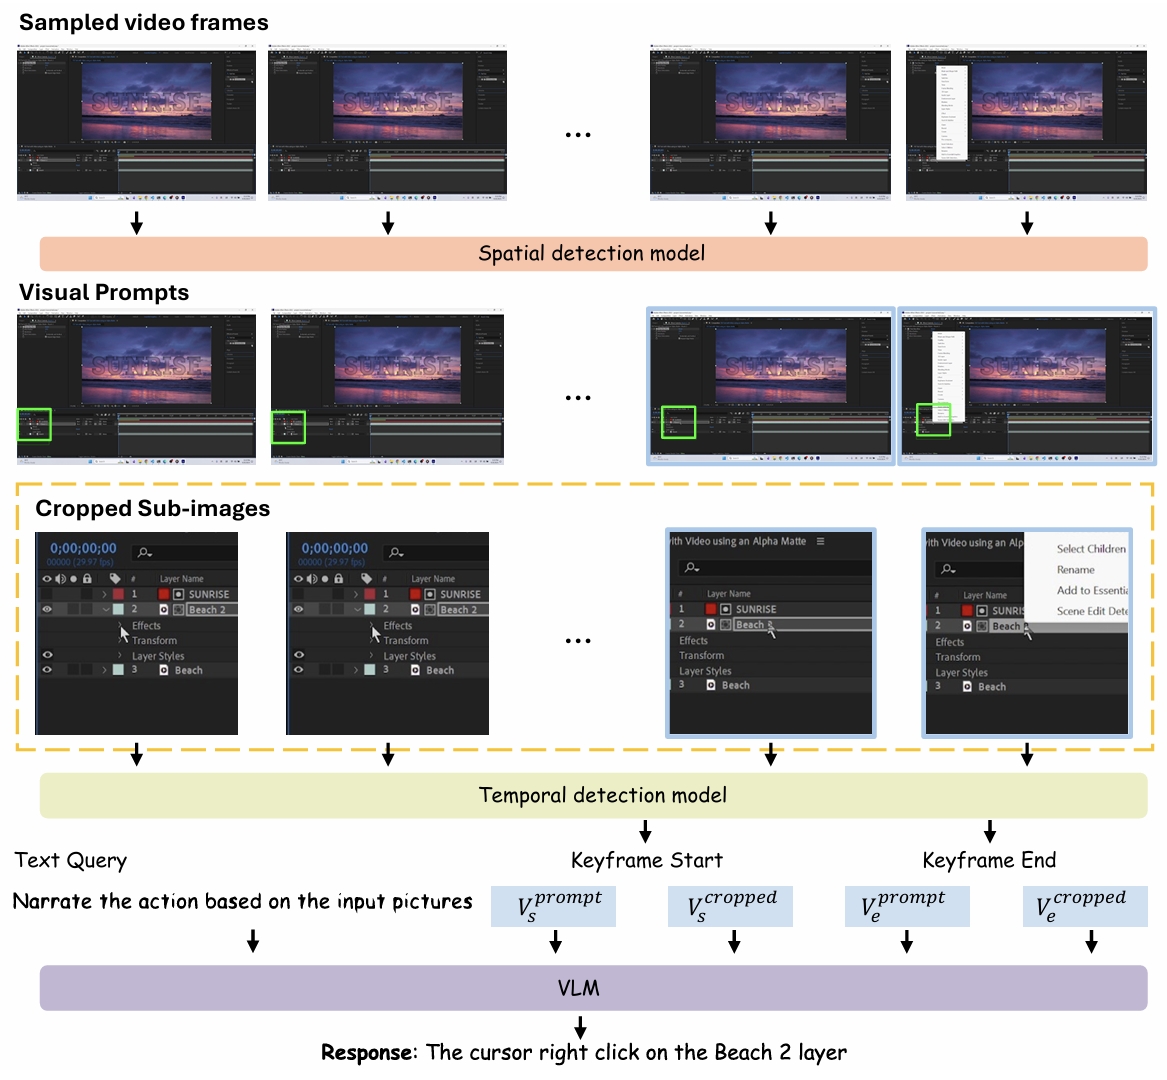 Sampled video frames
SUNRISE
SUNRISE
...
SUNRISE
SUNRISE
Spatial detection model
Visual Prompts
SUNRISE
SUNRISE
...
SUNRISE
SUNRISE
Cropped Sub-images
0;00;00;00
00000 (29.97 fps)
# Layer Name
1 SUNRISE
2 Beach 2
Effects
Transform
Layer Styles
3 Beach
0;00;00;00
00000 (29.97 fps)
# Layer Name
1 SUNRISE
2 Beach 2
Effects
Transform
Layer Styles
3 Beach
...
with Video using an Alpha Matte
# Layer Name
1 SUNRISE
2 Beach 2
Effects
Transform
Layer Styles
3 Beach
with Video using an Alp
Layer Name
1 SUNRIS
2 Beach
Effects
Transform
Layer Styles
3 Beach
Select Children
Rename
Add to Essentia
Scene Edit Dete
Temporal detection model
Text Query
Keyframe Start
Keyframe End
Narrate the action based on the input pictures
V_s^prompt
V_s^cropped
V_e^prompt
V_e^cropped
VLM
Response: The cursor right click on the Beach 2 layer